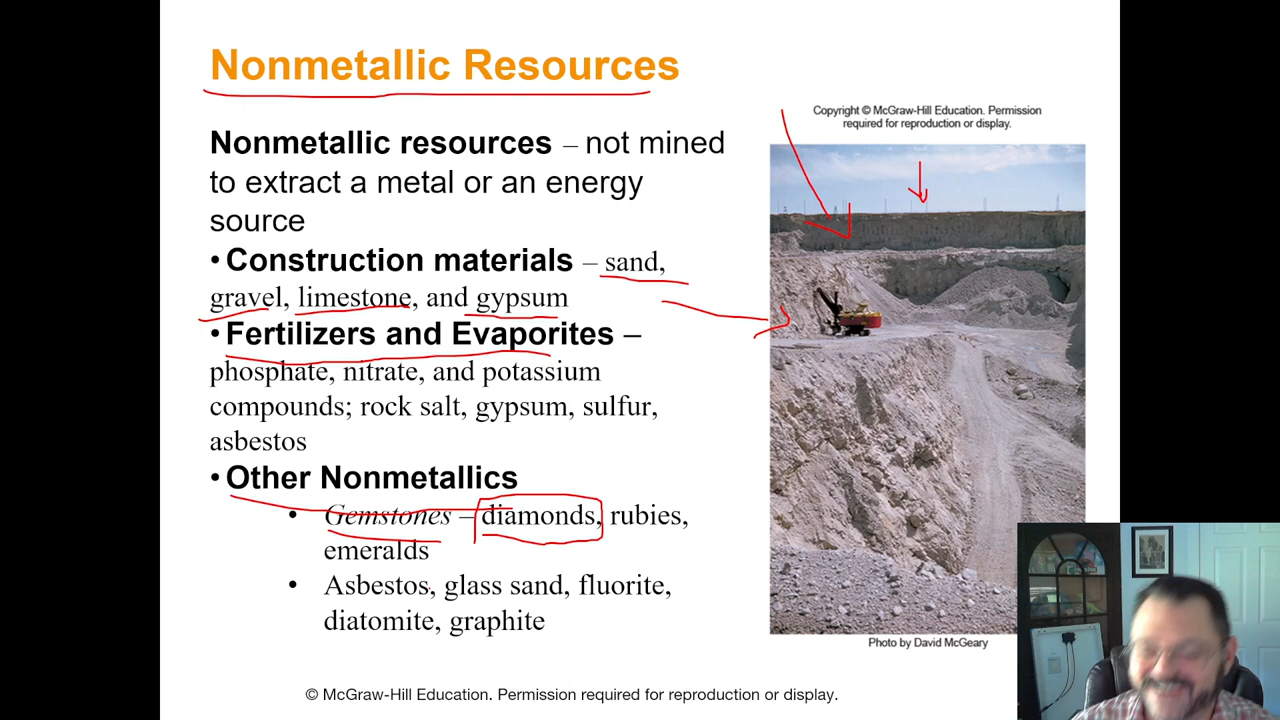 Nonmetallic Resources
Copyright © McGraw-Hill Education. Permission
required for reproduction or display.
Nonmetallic resources – not mined
to extract a metal or an energy
source
• Construction materials – sand,
gravel, limestone, and gypsum
• Fertilizers and Evaporites –
phosphate, nitrate, and potassium
compounds; rock salt, gypsum, sulfur,
asbestos
• Other Nonmetallics
• Gemstones – diamonds, rubies,
emeralds
• Asbestos, glass sand, fluorite,
diatomite, graphite
Photo by David McGeary
© McGraw-Hill Education. Permission required for reproduction or display.